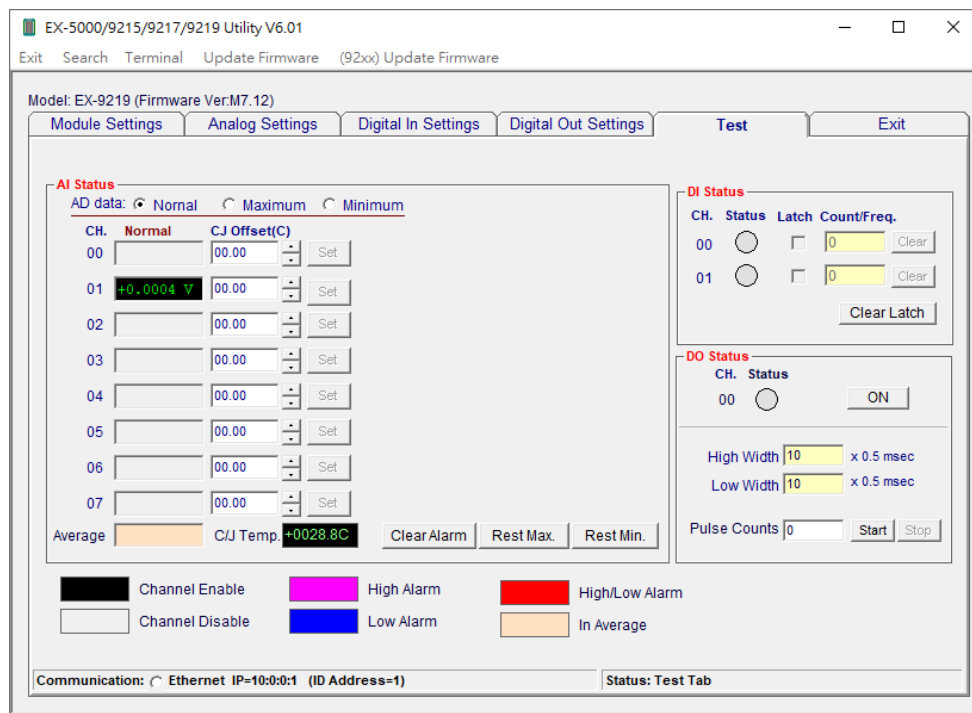 EX-5000/9215/9217/9219 Utility V6.01
Exit Search Terminal Update Firmware (92xx) Update Firmware
Model: EX-9219 (Firmware Ver:M7.12)
Module Settings Analog Settings Digital In Settings Digital Out Settings Test Exit
AI Status
AD data: Nornal Maximum Minimum
CH. Normal CJ Offset(C)
00 00.00 Set
01 +0.0004 V 00.00 Set
02 00.00 Set
03 00.00 Set
04 00.00 Set
05 00.00 Set
06 00.00 Set
07 00.00 Set
Average C/J Temp. +0028.8C Clear Alarm Rest Max. Rest Min.
DI Status
CH. Status Latch Count/Freq.
00 0 Clear
01 0 Clear
Clear Latch
DO Status
CH. Status
00 ON
High Width 10 x 0.5 msec
Low Width 10 x 0.5 msec
Pulse Counts 0 Start Stop
Channel Enable High Alarm High/Low Alarm
Channel Disable Low Alarm In Average
Communication: Ethernet IP=10:0:0:1 (ID Address=1) Status: Test Tab